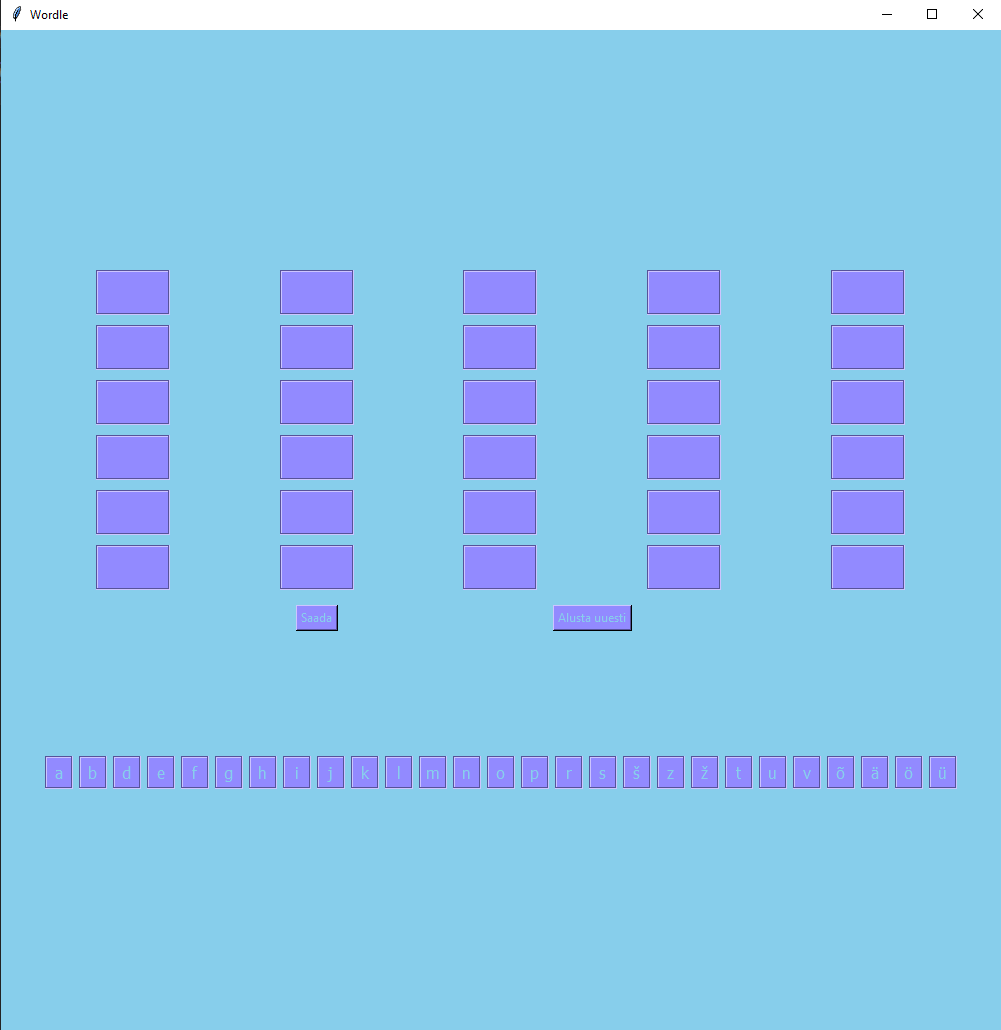 Wordle
Saada Alusta uuesti
a b d e f g h i j k l m n o p r s š z ž t u v õ ä ö ü